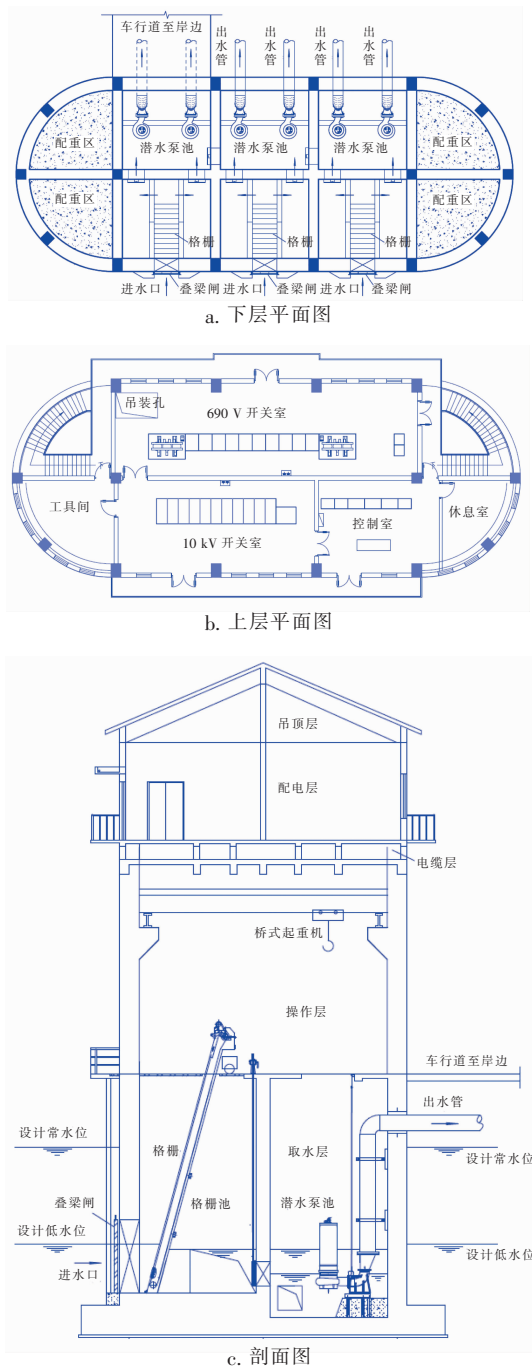 车行道至岸边
出水管
出水管
出水管
出水管
配重区
潜水泵池
潜水泵池
潜水泵池
配重区
配重区
格栅
格栅
格栅
配重区
进水口
叠梁闸
进水口
叠梁闸
进水口
叠梁闸
a. 下层平面图
吊装孔
690 V 开关室
工具间
10 kV 开关室
控制室
休息室
b. 上层平面图
吊顶层
配电层
电缆层
桥式起重机
操作层
车行道至岸边
出水管
设计常水位
格栅
取水层
设计常水位
叠梁闸
格栅池
潜水泵池
设计低水位
设计低水位
进水口
c. 剖面图